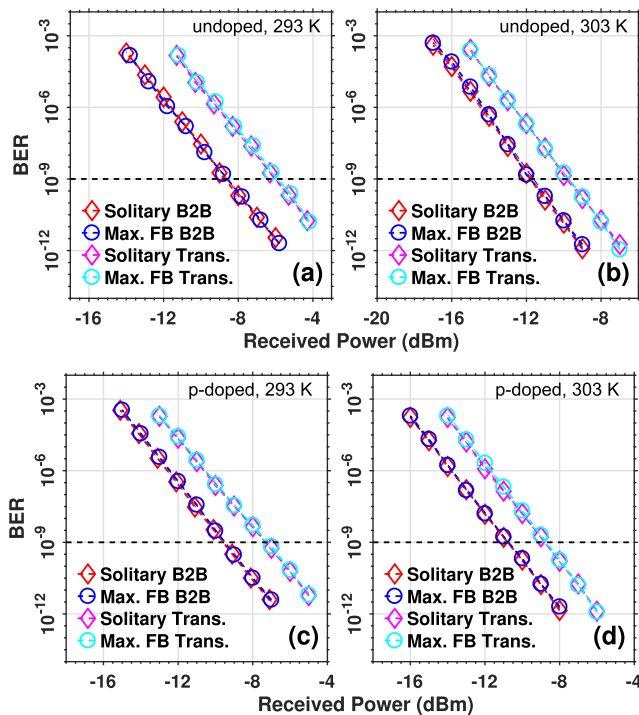 undoped, 293 K
undoped, 303 K
10^-3
10^-6
10^-9
10^-12
BER
Solitary B2B
Max. FB B2B
Solitary Trans.
Max. FB Trans.
(a)
Solitary B2B
Max. FB B2B
Solitary Trans.
Max. FB Trans.
(b)
-16 -12 -8 -4
-20 -16 -12 -8
Received Power (dBm)
p-doped, 293 K
p-doped, 303 K
10^-3
10^-6
10^-9
10^-12
BER
Solitary B2B
Max. FB B2B
Solitary Trans.
Max. FB Trans.
(c)
Solitary B2B
Max. FB B2B
Solitary Trans.
Max. FB Trans.
(d)
-16 -12 -8 -4
-16 -12 -8 -4
Received Power (dBm)